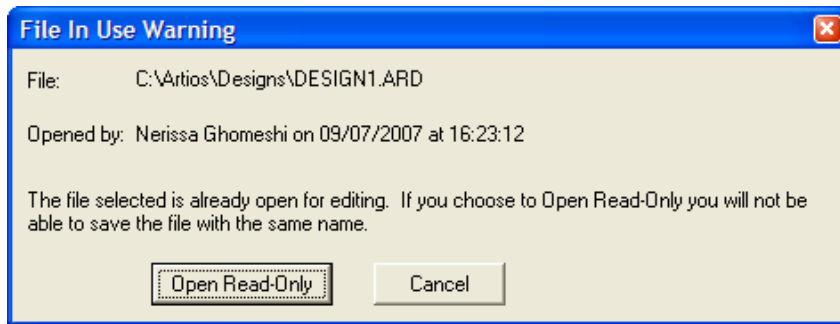 File In Use Warning
File: C:\Artios\Designs\DESIGN1.ARD
Opened by: Nerissa Ghomeshi on 09/07/2007 at 16:23:12
The file selected is already open for editing. If you choose to Open Read-Only you will not be
able to save the file with the same name.
Open Read-Only Cancel